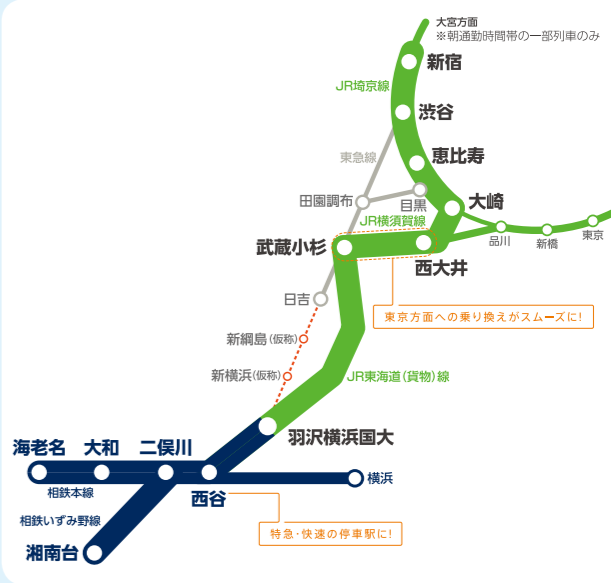 大宮方面
※朝通勤時間帯の一部列車のみ
新宿
JR埼京線
渋谷
東急線
恵比寿
田園調布
目黒
大崎
JR横須賀線
武蔵小杉
西大井
品川
新橋
東京
日吉
東京方面への乗り換えがスムーズに!
新綱島(仮称)
新横浜(仮称)
JR東海道(貨物)線
羽沢横浜国大
海老名
大和
二俣川
相鉄本線
西谷
横浜
相鉄いずみ野線
特急・快速の停車駅に!
湘南台